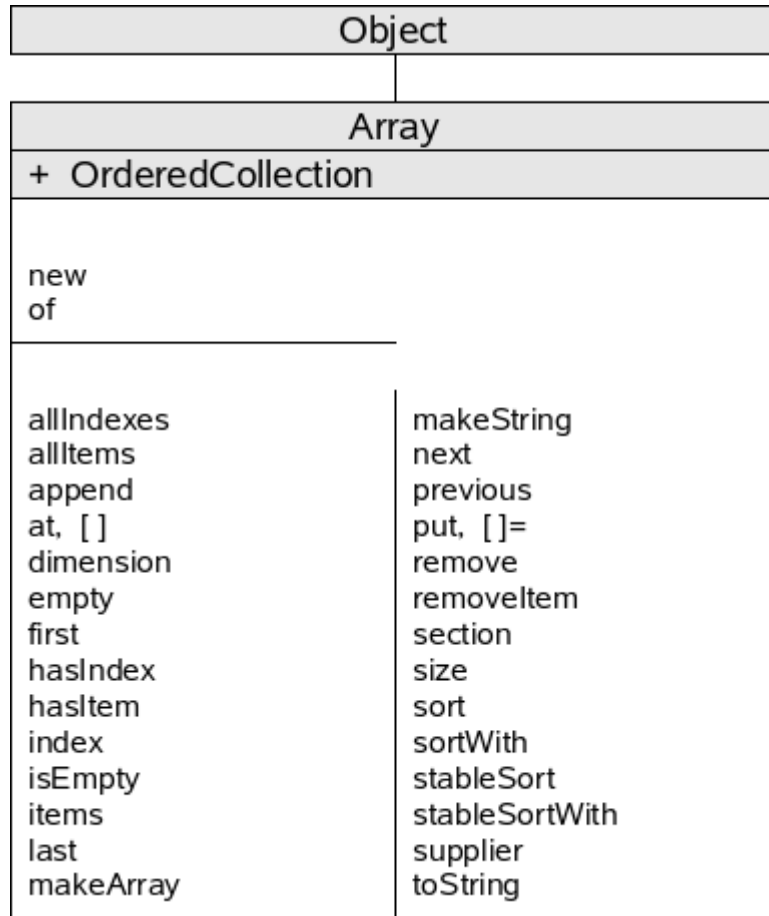 Object
Array
+ OrderedCollection
new
of
allIndexes
allItems
append
at, []
dimension
empty
first
hasIndex
hasItem
index
isEmpty
items
last
makeArray
makeString
next
previous
put, []=
remove
removeItem
section
size
sort
sortWith
stableSort
stableSortWith
supplier
toString